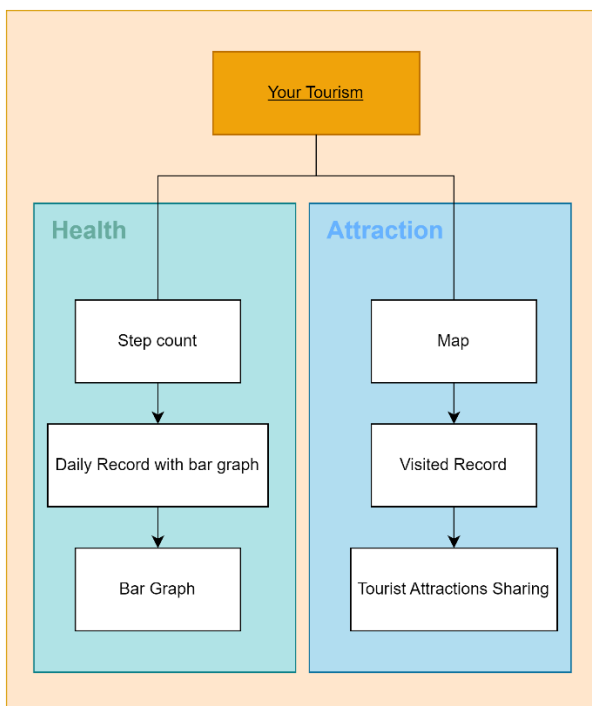 Your Tourism
Health
Step count
Daily Record with bar graph
Bar Graph
Attraction
Map
Visited Record
Tourist Attractions Sharing